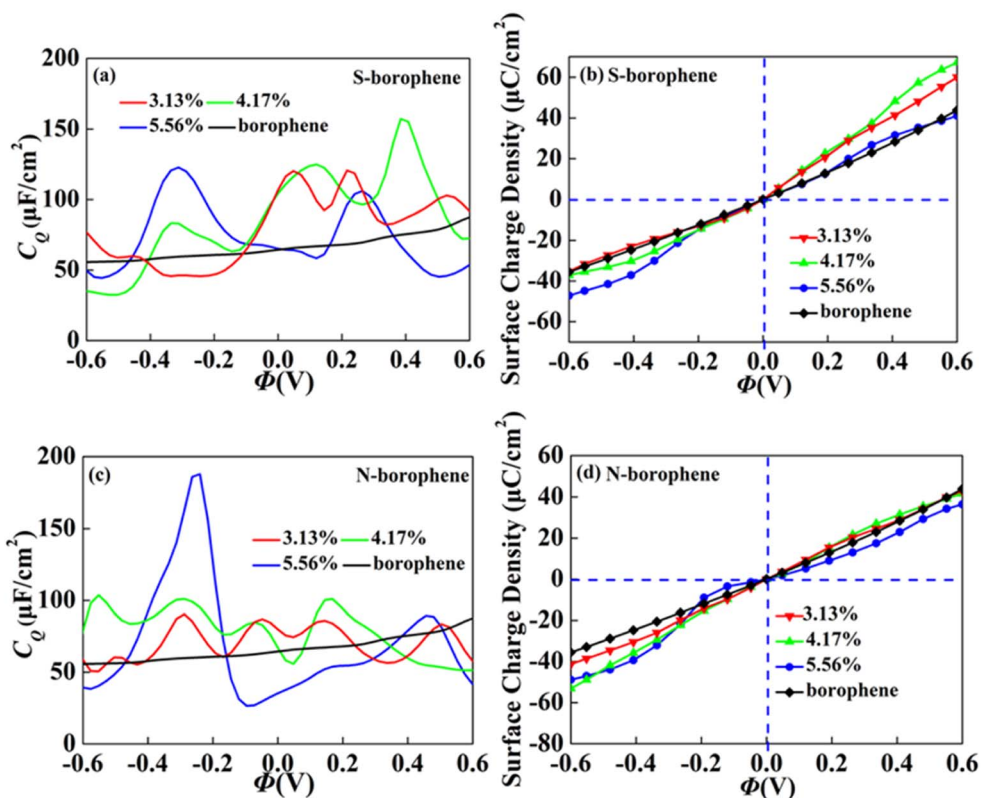 (a) S-borophene
3.13% 4.17%
5.56% borophene
C_Q (μF/cm²)
200
150
100
50
0
-0.6 -0.4 -0.2 0.0 0.2 0.4 0.6
Φ(V)
(b) S-borophene
Surface Charge Density (μC/cm²)
60
40
20
0
-20
-40
-60
3.13%
4.17%
5.56%
borophene
-0.6 -0.4 -0.2 0.0 0.2 0.4 0.6
Φ(V)
(c) N-borophene
3.13% 4.17%
5.56% borophene
C_Q (μF/cm²)
200
150
100
50
0
-0.6 -0.4 -0.2 0.0 0.2 0.4 0.6
Φ(V)
(d) N-borophene
Surface Charge Density (μC/cm²)
60
40
20
0
-20
-40
-60
-80
3.13%
4.17%
5.56%
borophene
-0.6 -0.4 -0.2 0.0 0.2 0.4 0.6
Φ(V)